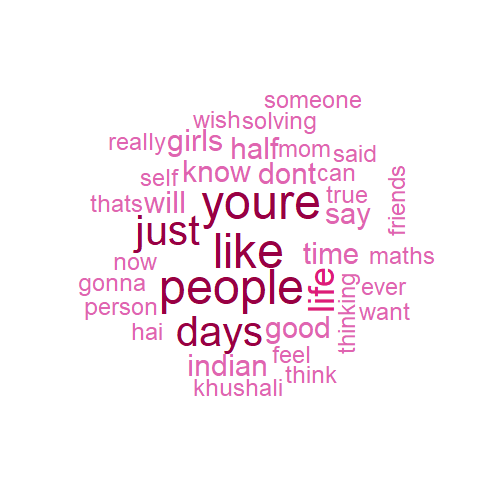 someone
wish solving
really girls half mom said
self know dont can
thats will youre true
say friends
just like time maths
now people life
gonna thinking ever
person days good want
hai indian feel
khushali think